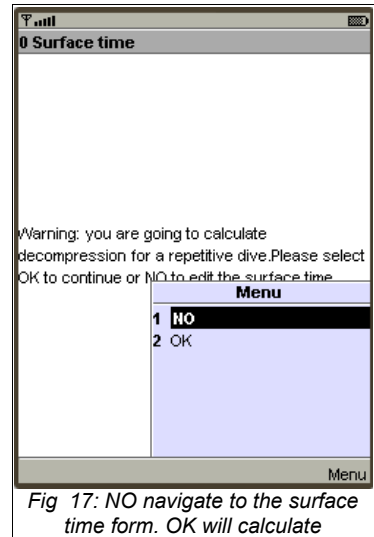 0 Surface time
Warning: you are going to calculate
decompression for a repetitive dive.Please select
OK to continue or NO to edit the surface time
Menu
1 NO
2 OK
Menu
Fig 17: NO navigate to the surface
time form. OK will calculate